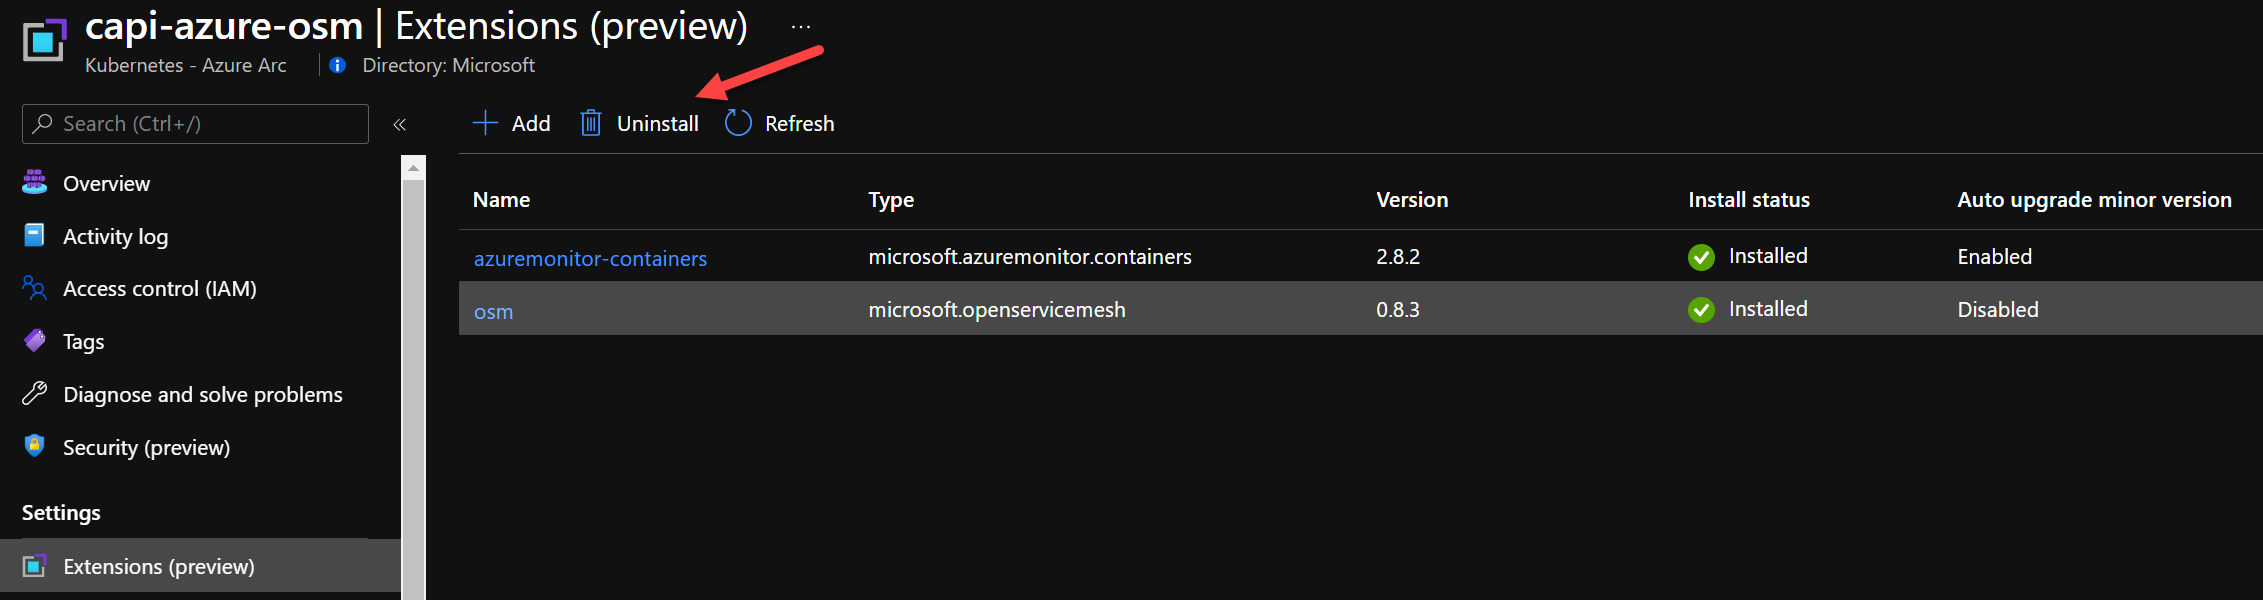 capi-azure-osm | Extensions (preview) ...
Kubernetes - Azure Arc
Directory: Microsoft
Search (Ctrl+/)
«
Overview
Activity log
Access control (IAM)
Tags
Diagnose and solve problems
Security (preview)
Settings
Extensions (preview)
Add Uninstall Refresh
Name Type Version Install status Auto upgrade minor version
azuremonitor-containers microsoft.azuremonitor.containers 2.8.2 Installed Enabled
osm microsoft.openservicemesh 0.8.3 Installed Disabled